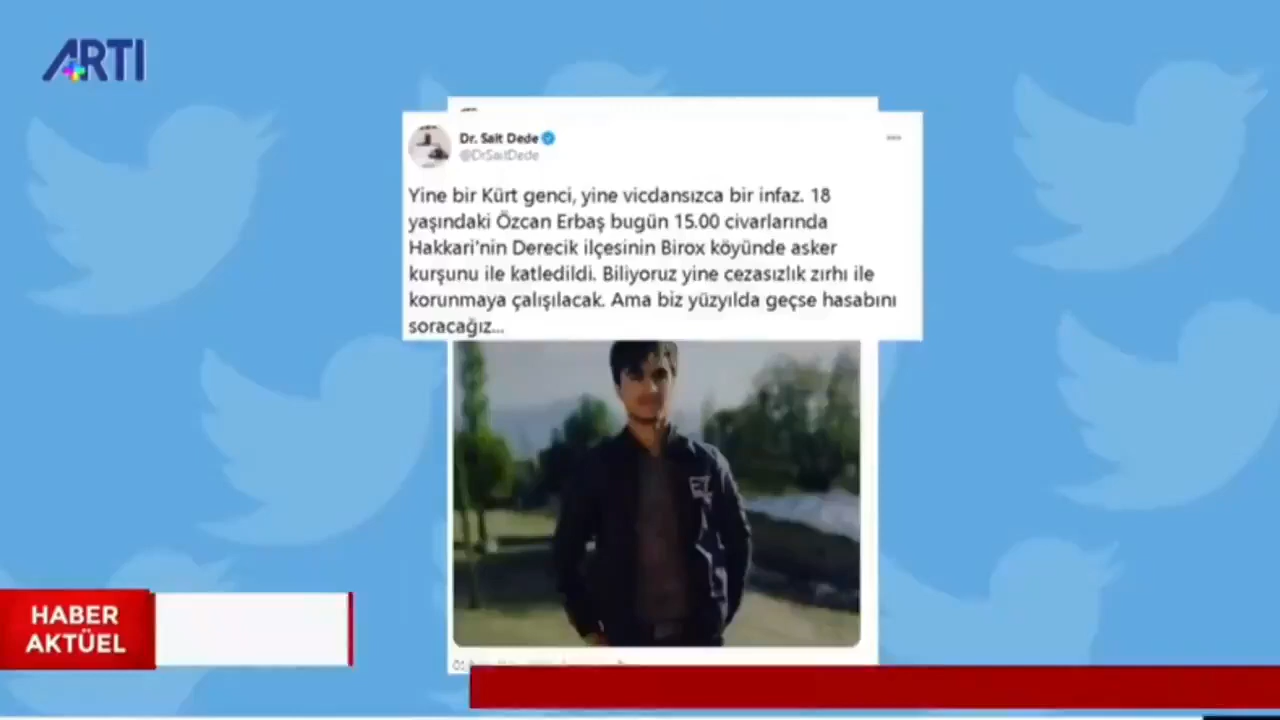 ARTI
Dr. Sait Dede
@DrSaitDede
Yine bir Kürt genci, yine vicdansızca bir infaz. 18
yaşındaki Özcan Erbaş bugün 15.00 civarlarında
Hakkari'nin Derecik ilçesinin Birox köyünde asker
kurşunu ile katledildi. Biliyoruz yine cezasızlık zırhı ile
korunmaya çalışılacak. Ama biz yüzyılda geçse hasabını
soracağız...
HABER
AKTÜEL